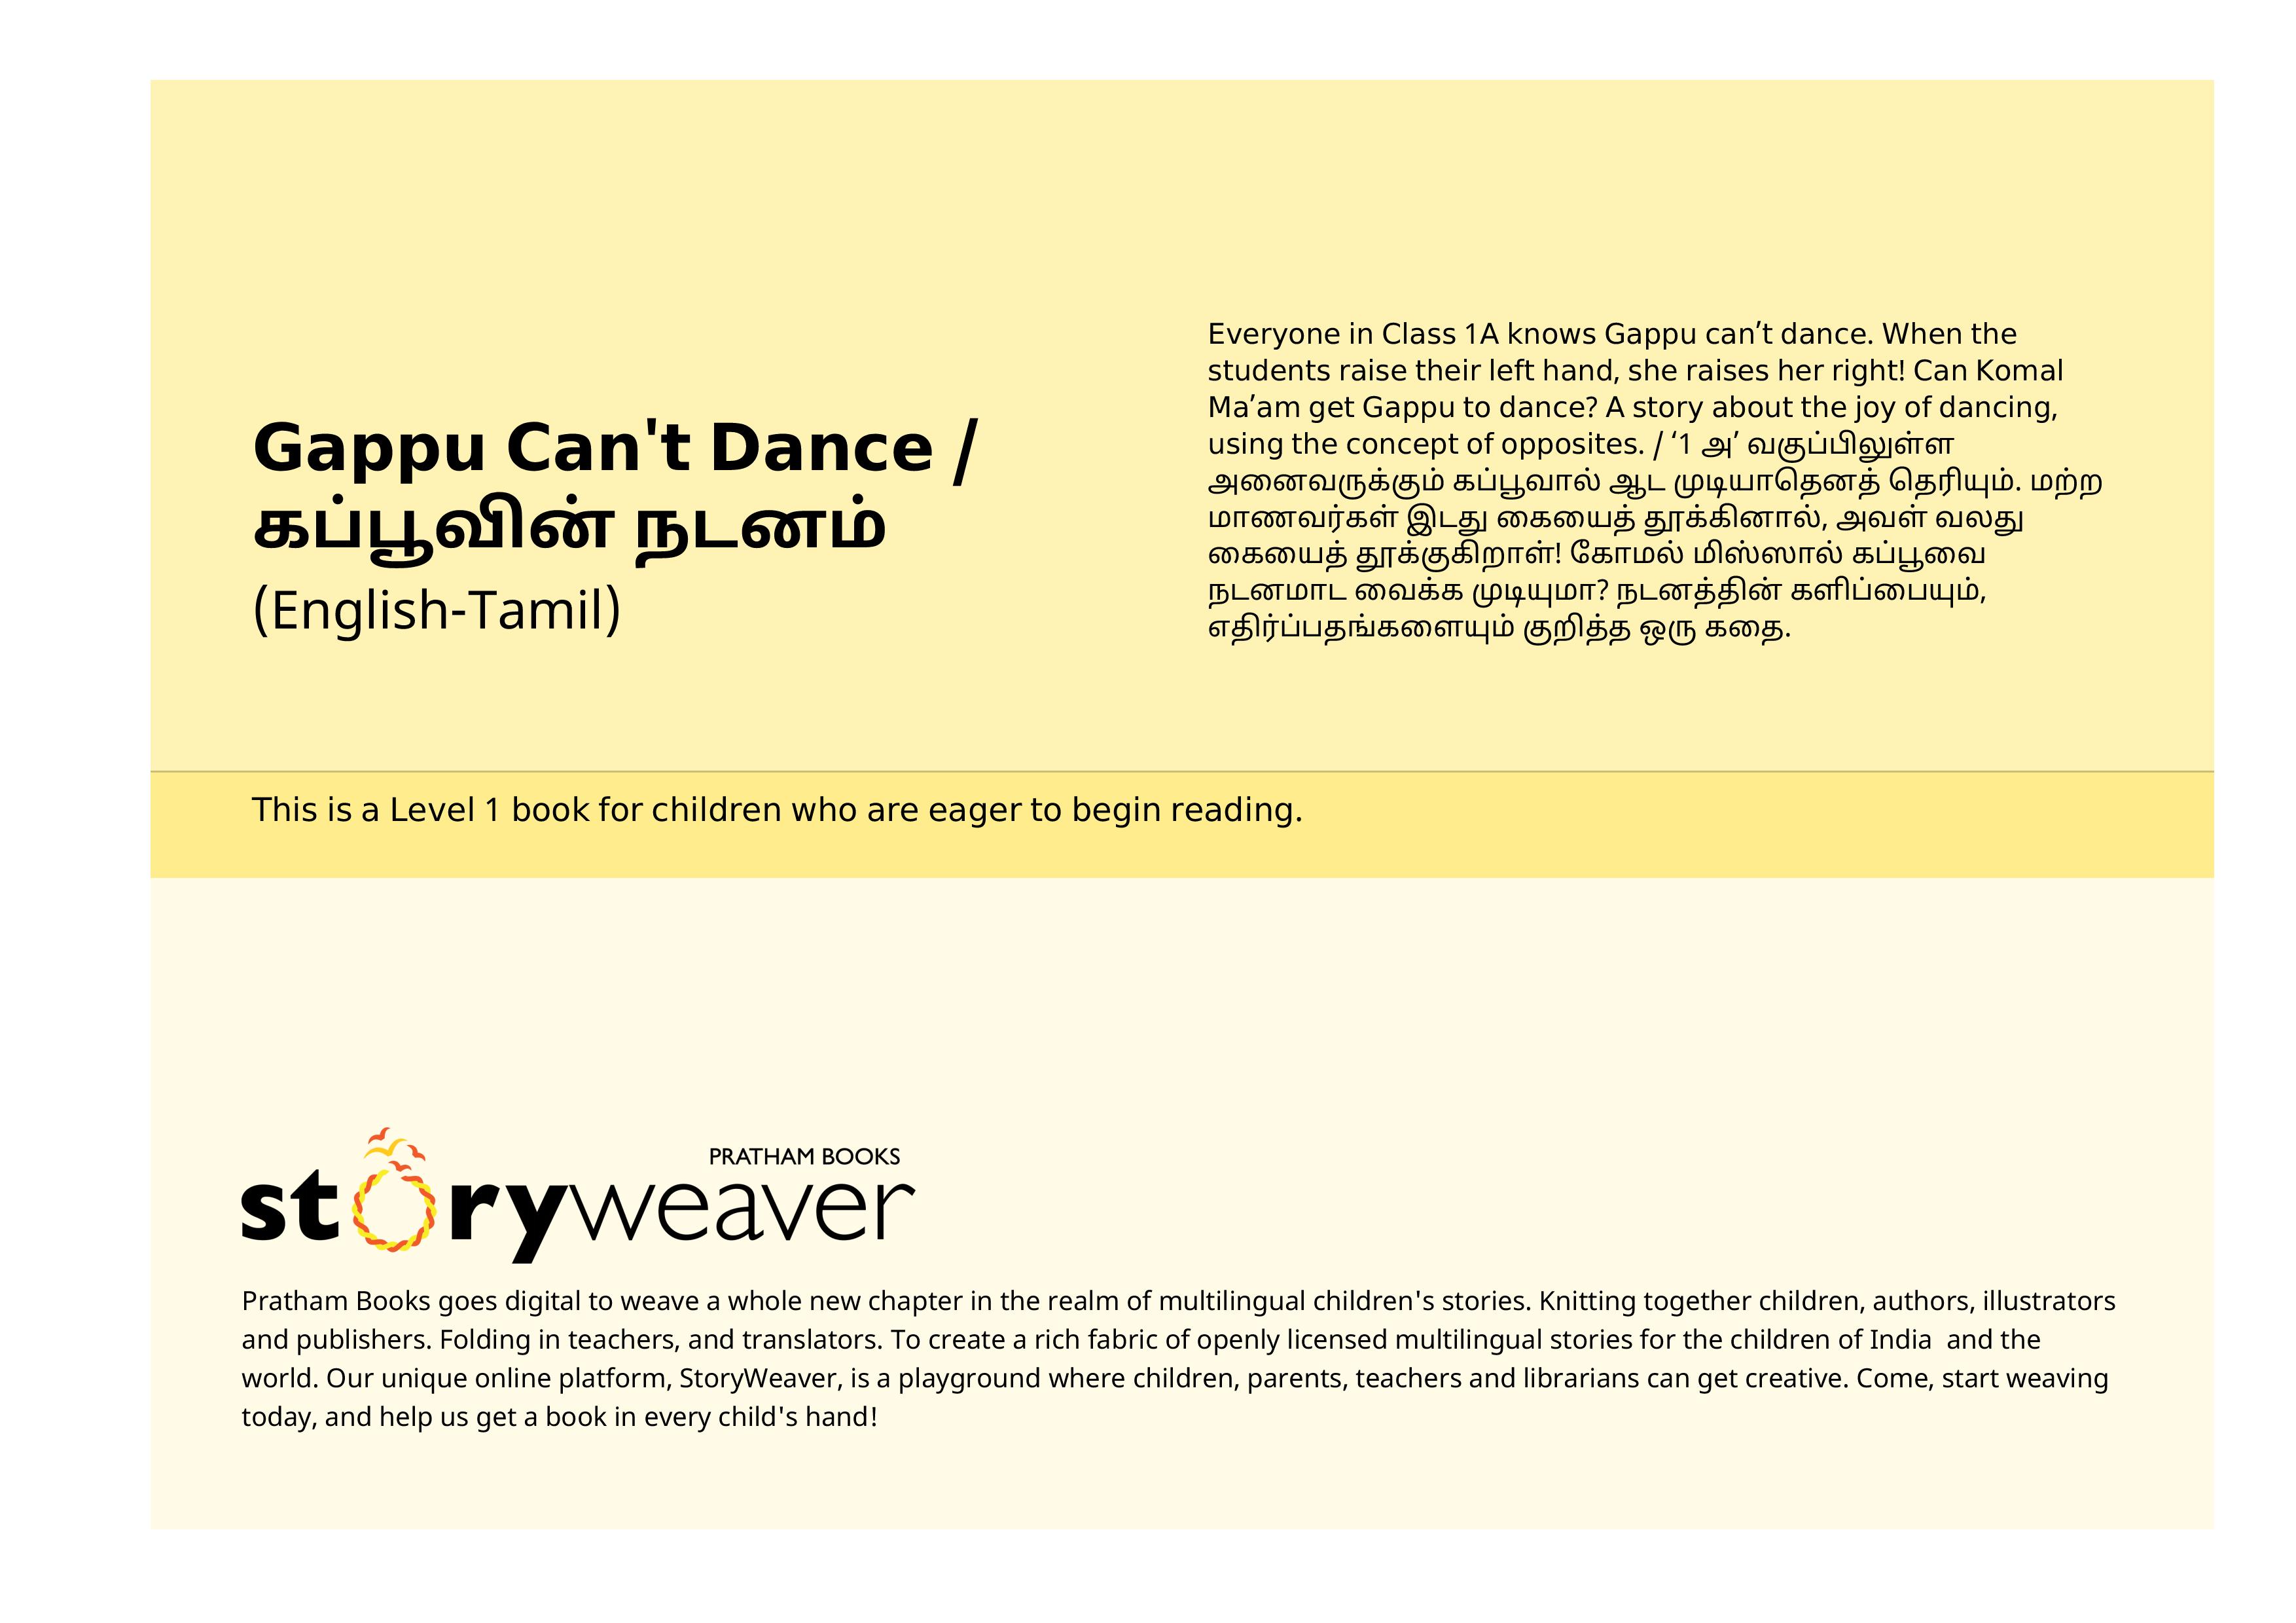 Gappu Can't Dance /
கப்பூவின் நடனம்
(English-Tamil)
Everyone in Class 1A knows Gappu can’t dance. When the
students raise their left hand, she raises her right! Can Komal
Ma’am get Gappu to dance? A story about the joy of dancing,
using the concept of opposites. / ‘1 அ’ வகுப்பிலுள்ள
அனைவருக்கும் கப்பூவால் ஆட முடியாதெனத் தெரியும். மற்ற
மாணவர்கள் இடது கையைத் தூக்கினால், அவள் வலது
கையைத் தூக்குகிறாள்! கோமல் மிஸ்ஸால் கப்பூவை
நடனமாட வைக்க முடியுமா? நடனத்தின் களிப்பையும்,
எதிர்ப்பதங்களையும் குறித்த ஒரு கதை.
This is a Level 1 book for children who are eager to begin reading.
PRATHAM BOOKS
storyweaver
Pratham Books goes digital to weave a whole new chapter in the realm of multilingual children's stories. Knitting together children, authors, illustrators
and publishers. Folding in teachers, and translators. To create a rich fabric of openly licensed multilingual stories for the children of India  and the
world. Our unique online platform, StoryWeaver, is a playground where children, parents, teachers and librarians can get creative. Come, start weaving
today, and help us get a book in every child's hand!